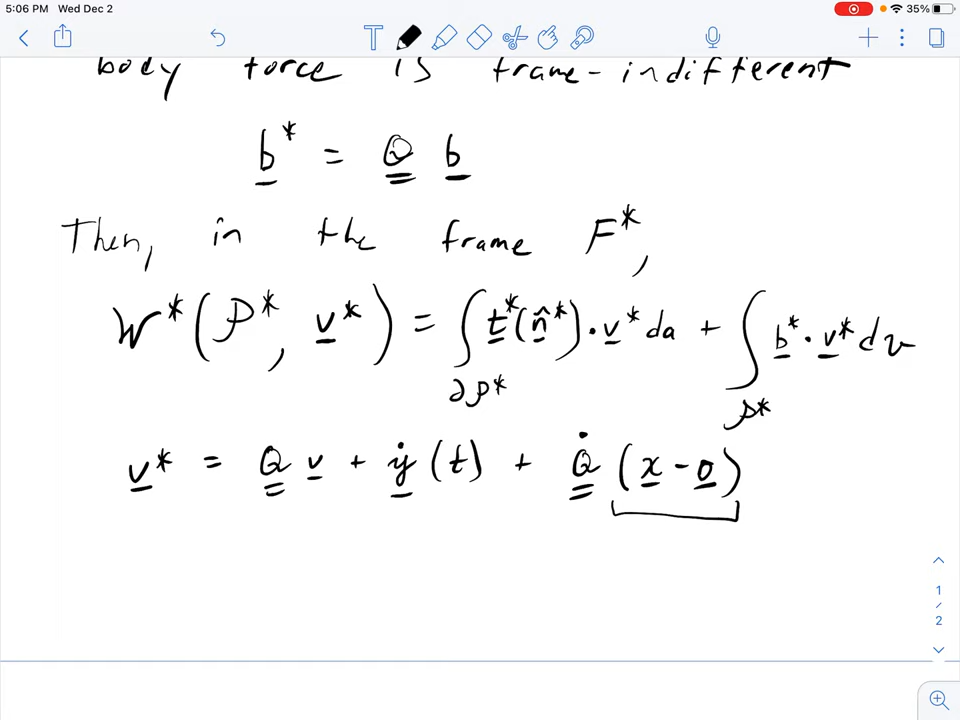 5:06 PM Wed Dec 2 35%
T
body force is frame-indifferent
b* = Q b
Then, in the frame F*,
W*(P*, v*) = ∫_∂P* t*(n̂*)·v* da + ∫_P* b*·v* dv
v* = Q v + ẏ(t) + Q̇ (x - o)
1
/
2